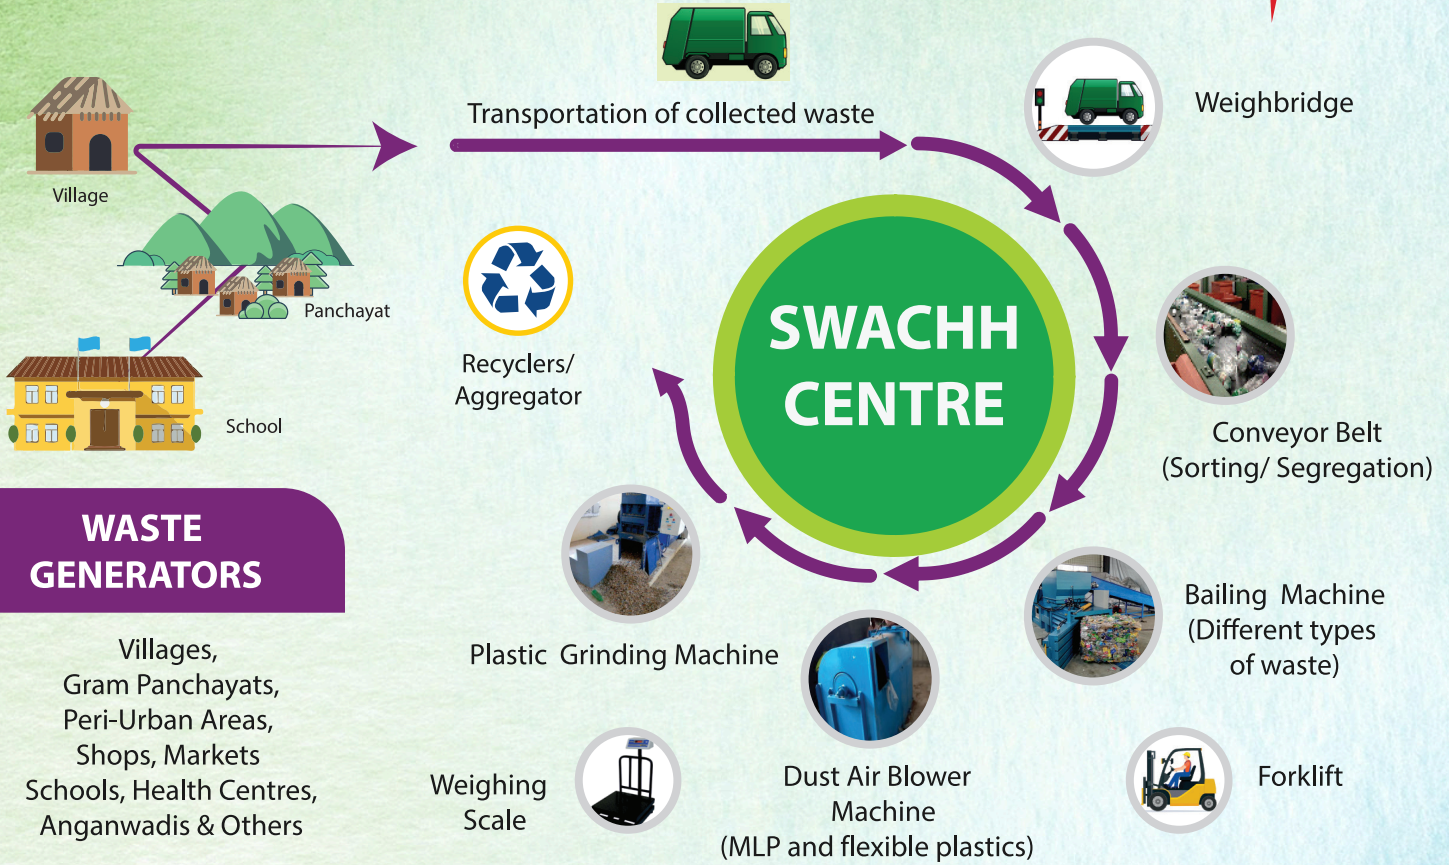 Transportation of collected waste
Weighbridge
Village
Panchayat
School
Recyclers/
Aggregator
SWACHH
CENTRE
Conveyor Belt
(Sorting/ Segregation)
WASTE
GENERATORS
Villages,
Gram Panchayats,
Peri-Urban Areas,
Shops, Markets
Schools, Health Centres,
Anganwadis & Others
Bailing Machine
(Different types
of waste)
Plastic Grinding Machine
Dust Air Blower
Machine
(MLP and flexible plastics)
Weighing
Scale
Forklift